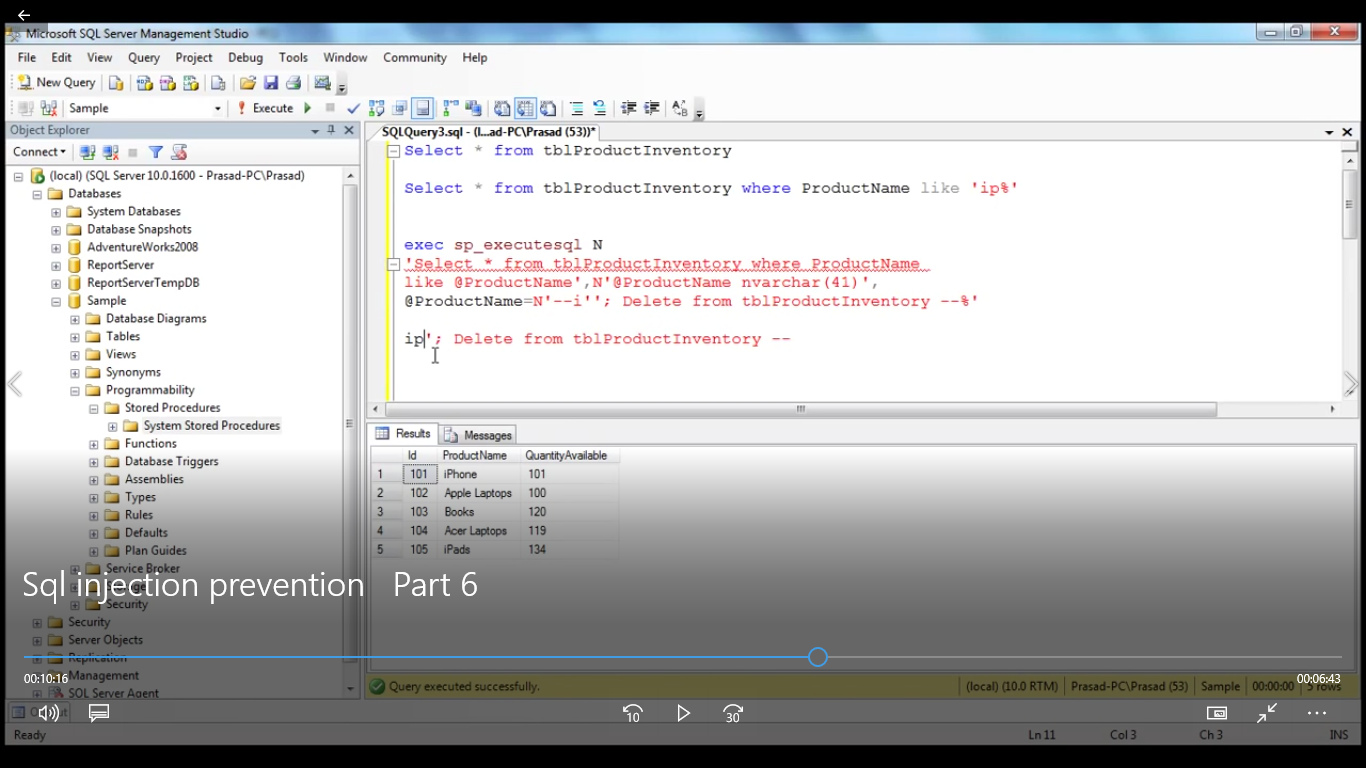 Microsoft SQL Server Management Studio
File Edit View Query Project Debug Tools Window Community Help
New Query
Sample Execute
Object Explorer
SQLQuery3.sql - (l...ad-PC\Prasad (53))*
Connect
(local) (SQL Server 10.0.1600 - Prasad-PC\Prasad)
Databases
System Databases
Database Snapshots
AdventureWorks2008
ReportServer
ReportServerTempDB
Sample
Database Diagrams
Tables
Views
Synonyms
Programmability
Stored Procedures
System Stored Procedures
Functions
Database Triggers
Assemblies
Types
Rules
Defaults
Plan Guides
Service Broker
Security
Security
Server Objects
Replication
Management
SQL Server Agent
Select * from tblProductInventory
Select * from tblProductInventory where ProductName like 'ip%'
exec sp_executesql N
'Select * from tblProductInventory where ProductName
like @ProductName',N'@ProductName nvarchar(41)',
@ProductName=N'--i''; Delete from tblProductInventory --%'
ip'; Delete from tblProductInventory --
Results Messages
Id ProductName QuantityAvailable
1 101 iPhone 101
2 102 Apple Laptops 100
3 103 Books 120
4 104 Acer Laptops 119
5 105 iPads 134
Sql injection prevention Part 6
00:10:16 00:06:43
Query executed successfully. (local) (10.0 RTM) Prasad-PC\Prasad (53) Sample 00:00:00 5 rows
10 30
Ready Ln 11 Col 3 Ch 3 INS